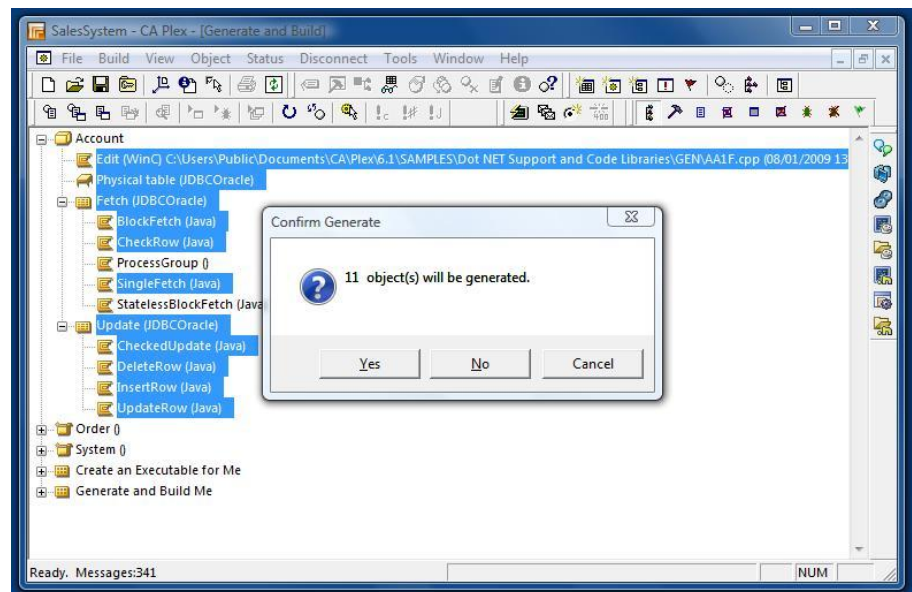 SalesSystem - CA Plex - [Generate and Build]
File Build View Object Status Disconnect Tools Window Help
Account
Edit (WinC) C:\Users\Public\Documents\CA\Plex\6.1\SAMPLES\Dot NET Support and Code Libraries\GEN\AA1F.cpp (08/01/2009 13
Physical table (JDBCOracle)
Fetch (JDBCOracle)
BlockFetch (Java)
CheckRow (Java)
ProcessGroup ()
SingleFetch (Java)
StatelessBlockFetch (Java
Update (JDBCOracle)
CheckedUpdate (Java)
DeleteRow (Java)
InsertRow (Java)
UpdateRow (Java)
Order ()
System ()
Create an Executable for Me
Generate and Build Me
Confirm Generate
11 object(s) will be generated.
Yes No Cancel
Ready. Messages:341
NUM